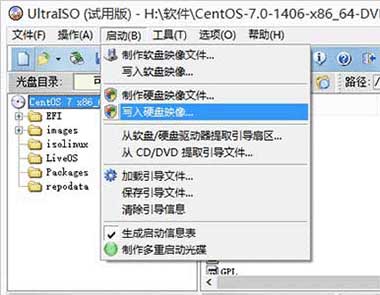 UltraISO (试用版) - H:\软件\CentOS-7.0-1406-x86_64-DV
文件(F) 操作(A) 启动(B) 工具(T) 选项(O) 帮助(H)
制作软盘映像文件...
写入软盘映像...
制作硬盘映像文件...
写入硬盘映像...
从软盘/硬盘驱动器提取引导扇区...
从 CD/DVD 提取引导文件...
加载引导文件...
保存引导文件...
清除引导信息
生成启动信息表
制作多重启动光碟
光盘目录: 可
路径:
CentOS 7 x86_
EFI
images
isolinux
LiveOS
Packages
repodata
GPL